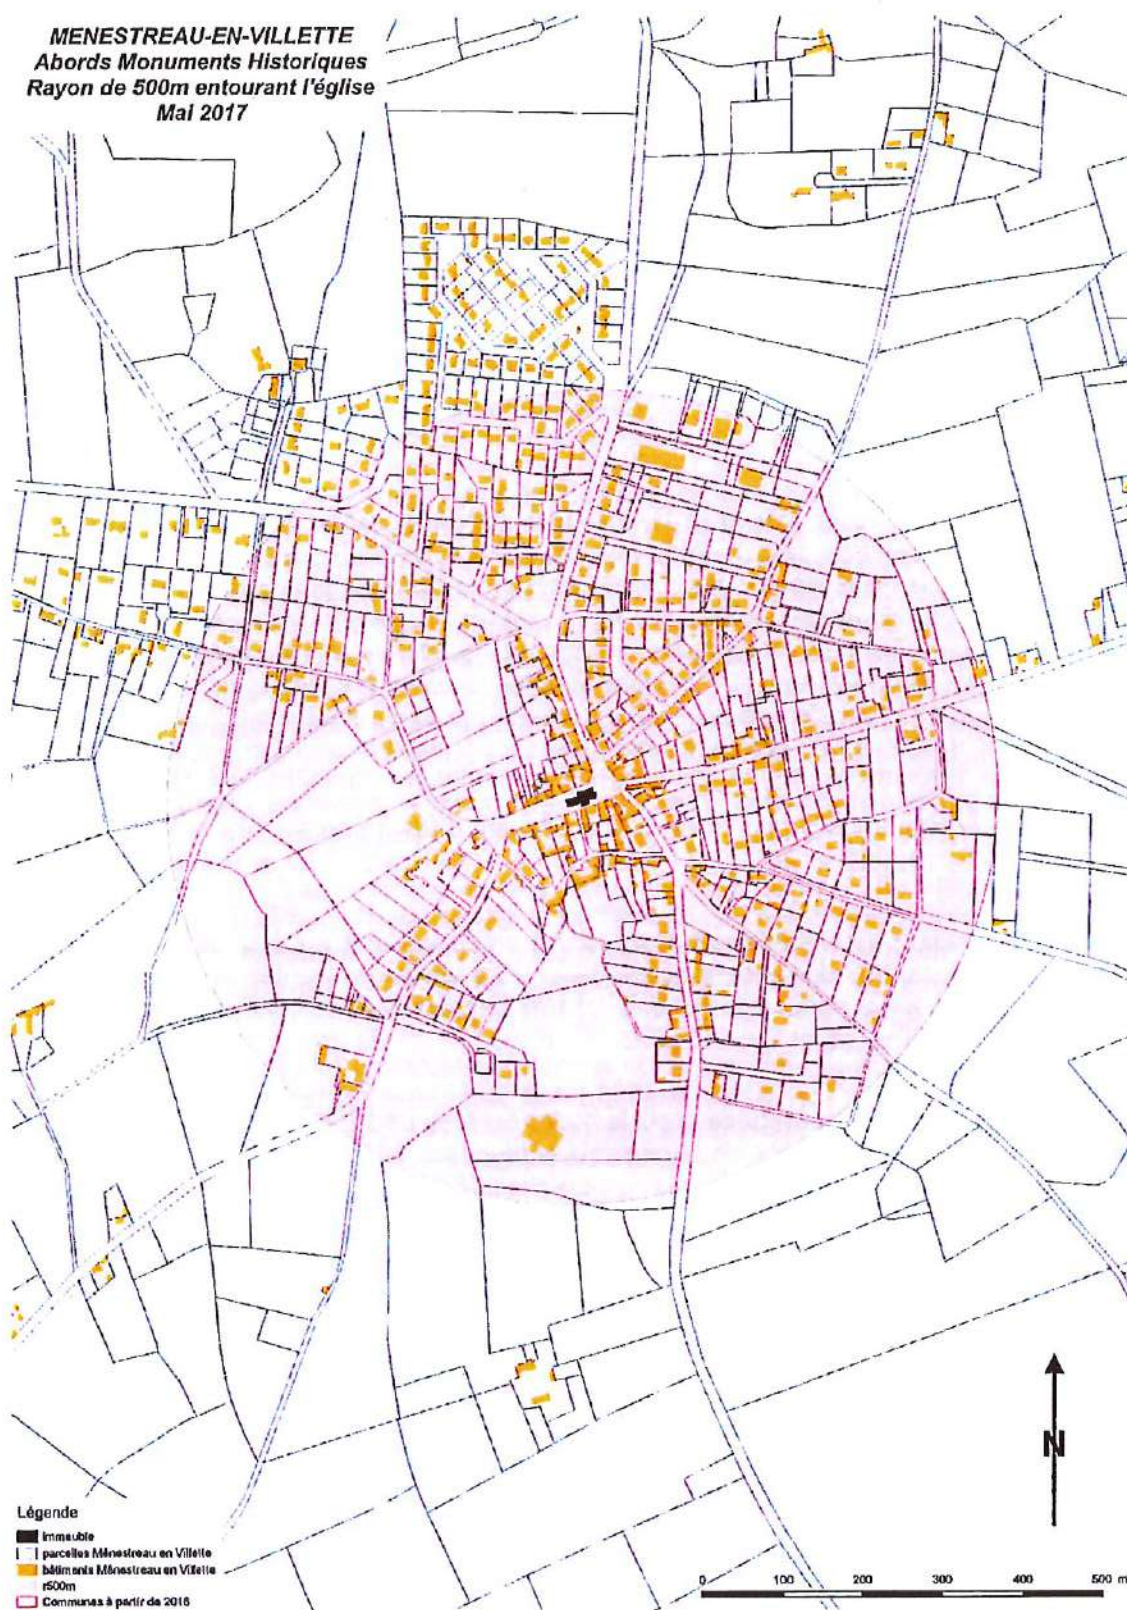 MENESTREAU-EN-VILLETTE
Abords Monuments Historiques
Rayon de 500m entourant l'église
Mai 2017
N
Légende
immeuble
parcelles Ménestreau en Villette
bâtiments Ménestreau en Villette
r500m
Communes à partir de 2016
0 100 200 300 400 500 m